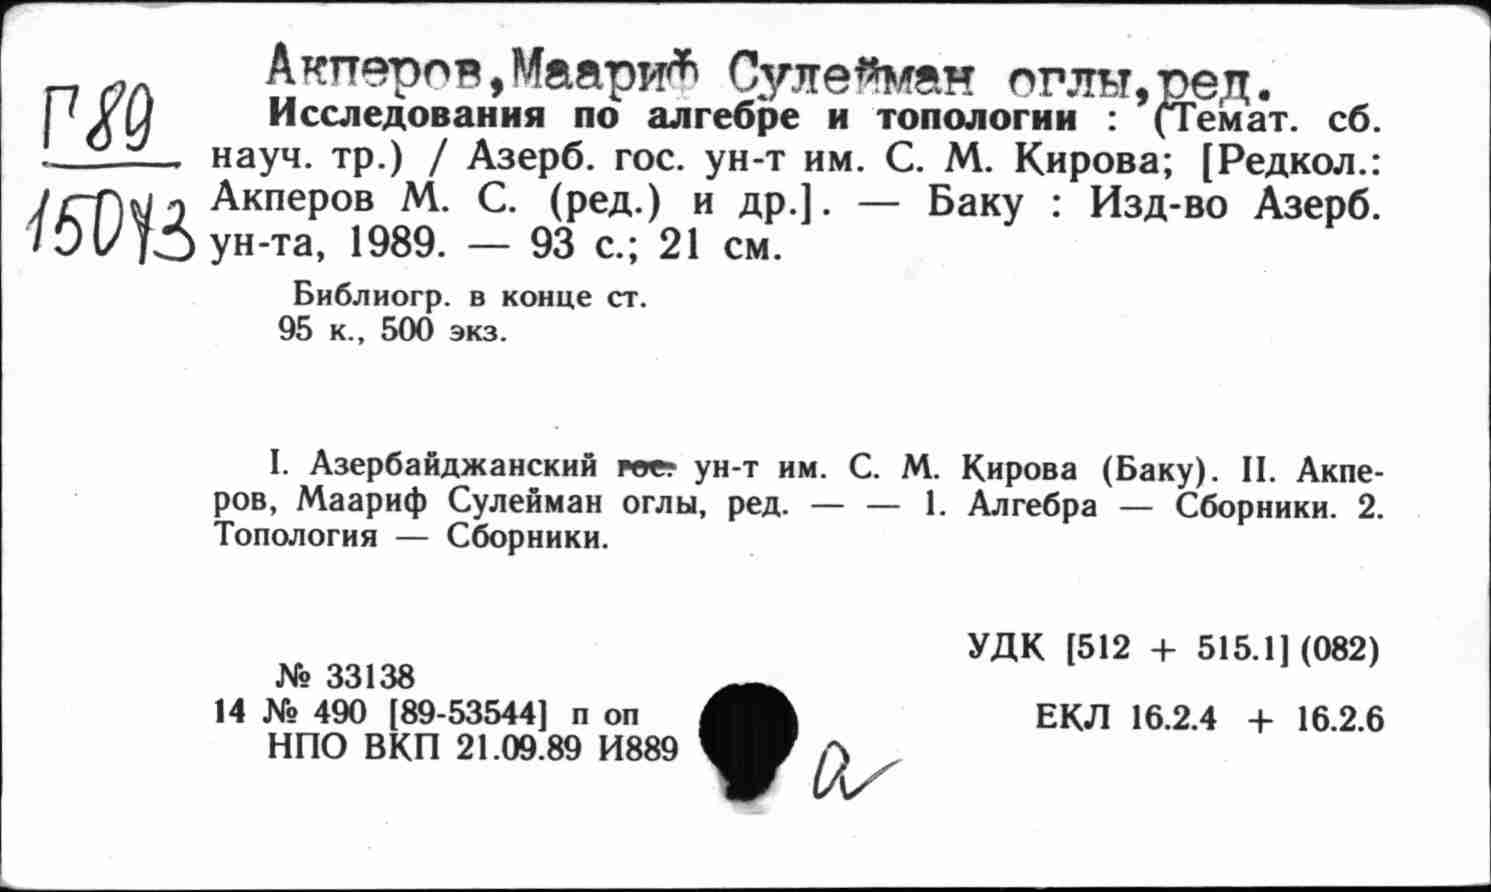 Акперов, Маариф Сулейман оглы, ред.
Г89
Исследования по алгебре и топологии : (Темат. сб.
науч. тр.) / Азерб. гос. ун-т им. С. М. Кирова; [Редкол.:
Акперов М. С. (ред.) и др.]. — Баку : Изд-во Азерб.
ун-та, 1989. — 93 с.; 21 см.
Библиогр. в конце ст.
95 к., 500 экз.
I. Азербайджанский гос. ун-т им. С. М. Кирова (Баку). II. Акпе-
ров, Маариф Сулейман оглы, ред. — — 1. Алгебра — Сборники. 2.
Топология — Сборники.
УДК [512 + 515.1] (082)
№ 33138
14 № 490 [89-53544] п оп
ЕКЛ 16.2.4 + 16.2.6
НПО ВКП 21.09.89 И889
а